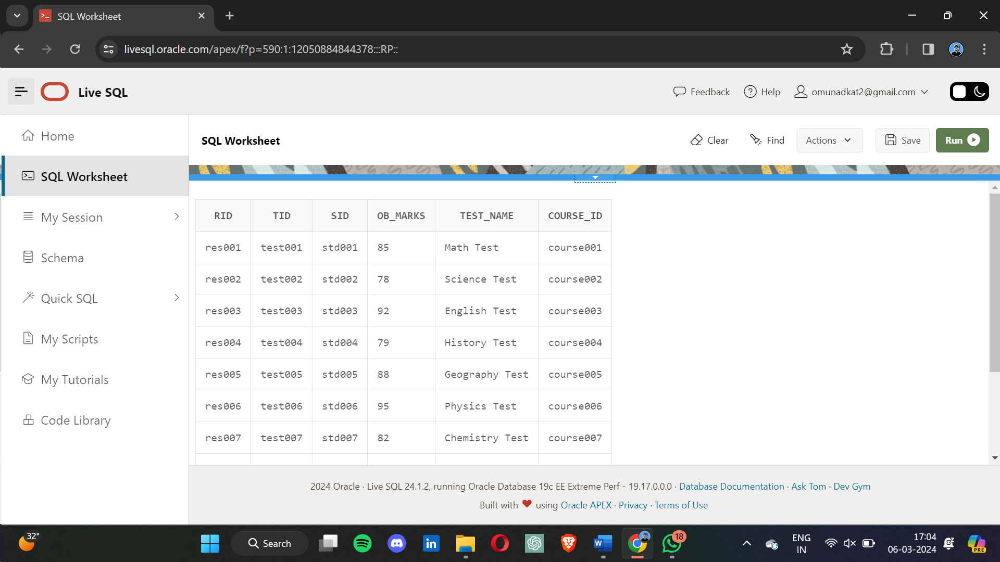 SQL Worksheet
livesql.oracle.com/apex/f?p=590:1:12050884844378:::RP::
Live SQL
Feedback
Help
omunadkat2@gmail.com
Home
SQL Worksheet
My Session
Schema
Quick SQL
My Scripts
My Tutorials
Code Library
SQL Worksheet
Clear
Find
Actions
Save
Run
RID TID SID OB_MARKS TEST_NAME COURSE_ID
res001 test001 std001 85 Math Test course001
res002 test002 std002 78 Science Test course002
res003 test003 std003 92 English Test course003
res004 test004 std004 79 History Test course004
res005 test005 std005 88 Geography Test course005
res006 test006 std006 95 Physics Test course006
res007 test007 std007 82 Chemistry Test course007
2024 Oracle · Live SQL 24.1.2, running Oracle Database 19c EE Extreme Perf - 19.17.0.0.0 · Database Documentation · Ask Tom · Dev Gym
Built with ❤ using Oracle APEX · Privacy · Terms of Use
32°
Search
in
W
18
ENG
IN
17:04
06-03-2024
PRE